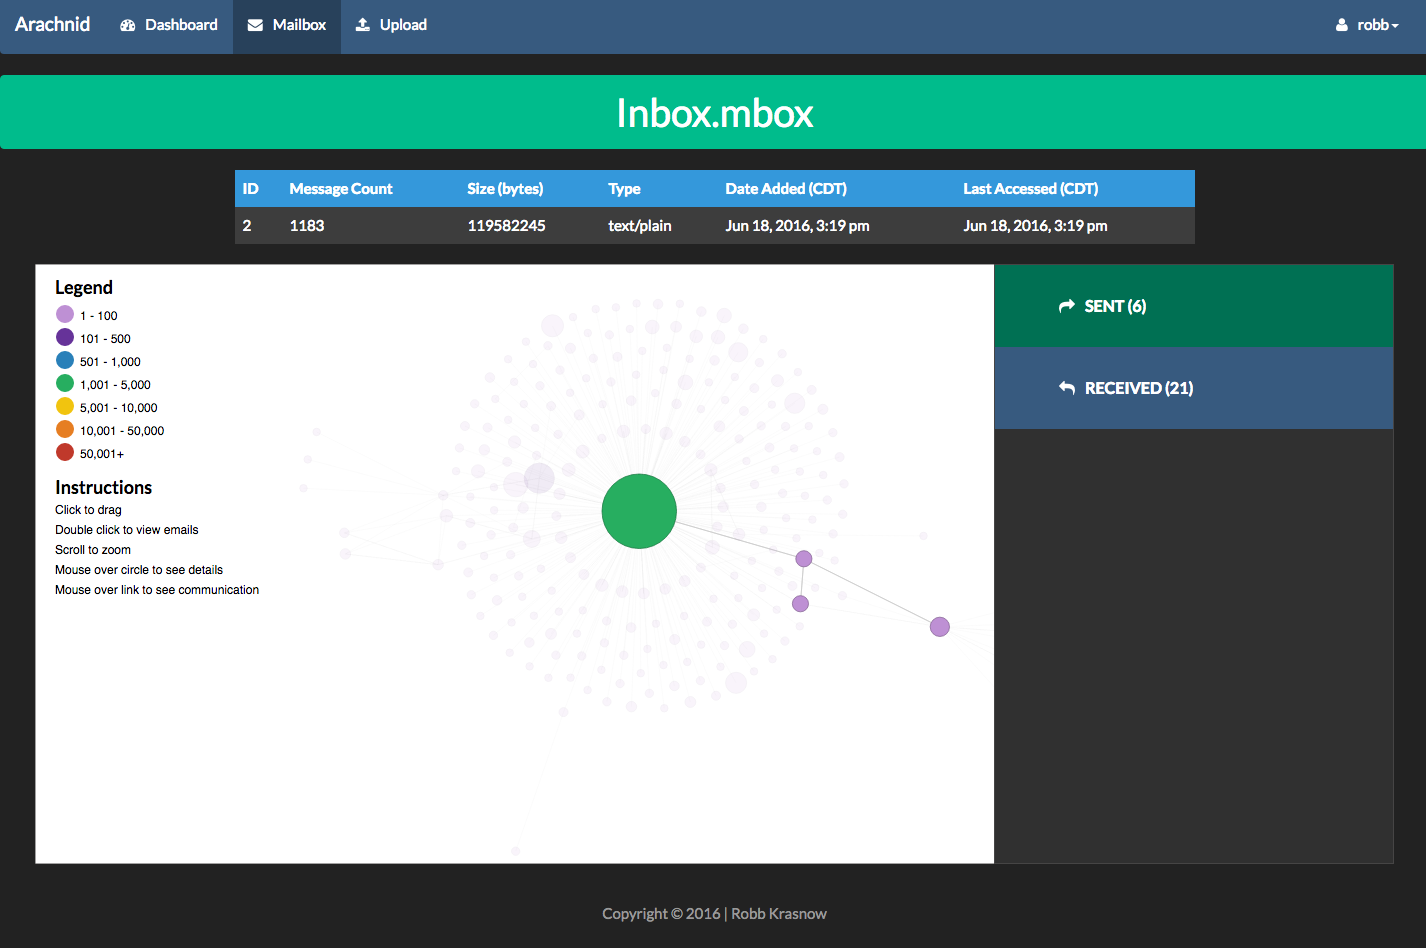 Arachnid Dashboard Mailbox Upload robb
Inbox.mbox
ID Message Count Size (bytes) Type Date Added (CDT) Last Accessed (CDT)
2 1183 119582245 text/plain Jun 18, 2016, 3:19 pm Jun 18, 2016, 3:19 pm
Legend
1 - 100
101 - 500
501 - 1,000
1,001 - 5,000
5,001 - 10,000
10,001 - 50,000
50,001+
Instructions
Click to drag
Double click to view emails
Scroll to zoom
Mouse over circle to see details
Mouse over link to see communication
SENT (6)
RECEIVED (21)
Copyright © 2016 | Robb Krasnow